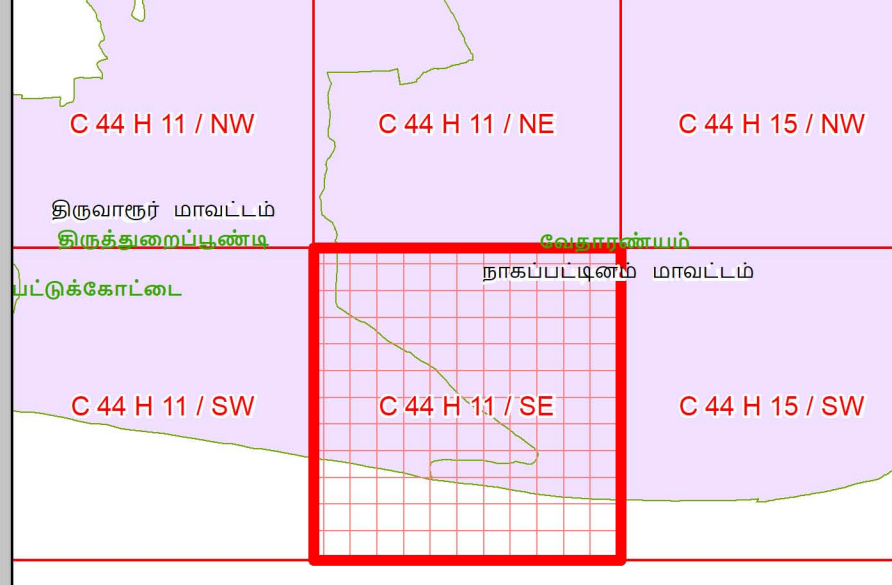 C 44 H 11 / NW
C 44 H 11 / NE
C 44 H 15 / NW
திருவாரூர் மாவட்டம்
திருத்துறைப்பூண்டி
வேதாரண்யம்
நாகப்பட்டினம் மாவட்டம்
பட்டுக்கோட்டை
C 44 H 11 / SW
C 44 H 11 / SE
C 44 H 15 / SW